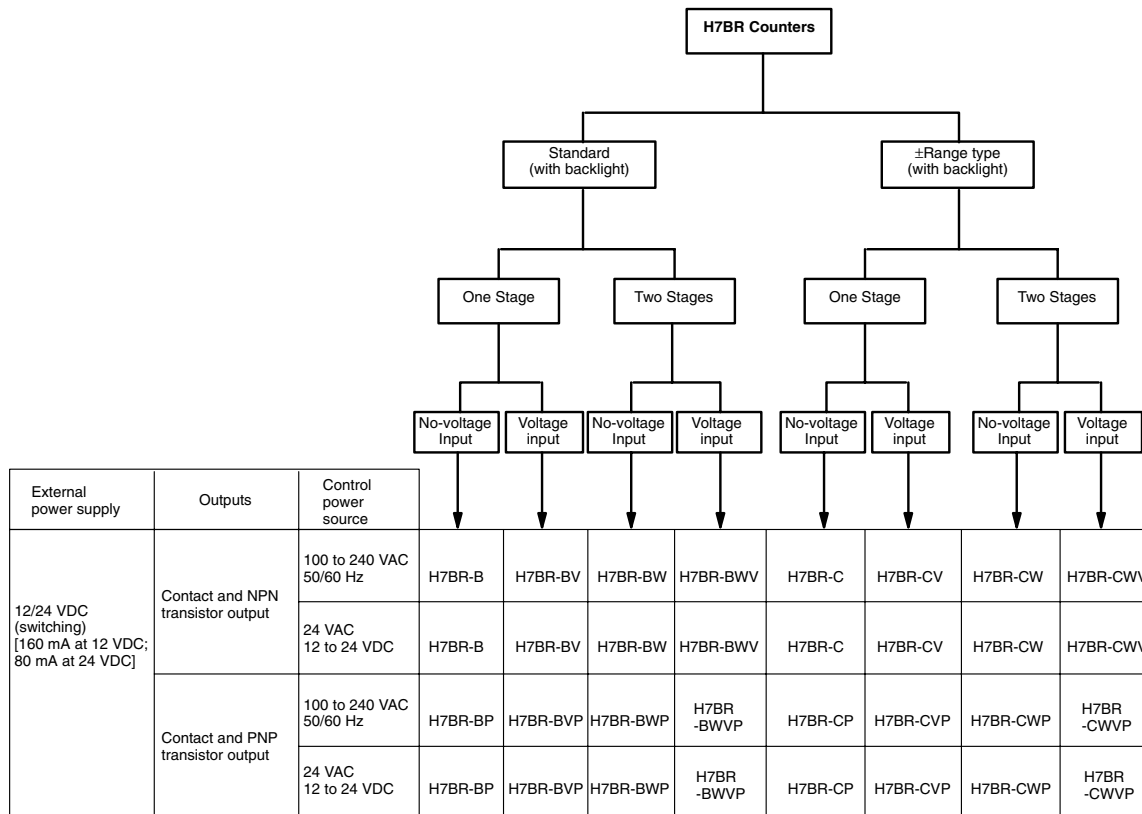 H7BR Counters
Standard
(with backlight)
±Range type
(with backlight)
One Stage
Two Stages
One Stage
Two Stages
No-voltage
Input
Voltage
input
No-voltage
Input
Voltage
input
No-voltage
Input
Voltage
input
No-voltage
Input
Voltage
input
External
power supply
Outputs
Control
power
source
12/24 VDC
(switching)
[160 mA at 12 VDC;
80 mA at 24 VDC]
Contact and NPN
transistor output
100 to 240 VAC
50/60 Hz
H7BR-B
H7BR-BV
H7BR-BW
H7BR-BWV
H7BR-C
H7BR-CV
H7BR-CW
H7BR-CWV
24 VAC
12 to 24 VDC
H7BR-B
H7BR-BV
H7BR-BW
H7BR-BWV
H7BR-C
H7BR-CV
H7BR-CW
H7BR-CWV
Contact and PNP
transistor output
100 to 240 VAC
50/60 Hz
H7BR-BP
H7BR-BVP
H7BR-BWP
H7BR
-BWVP
H7BR-CP
H7BR-CVP
H7BR-CWP
H7BR
-CWVP
24 VAC
12 to 24 VDC
H7BR-BP
H7BR-BVP
H7BR-BWP
H7BR
-BWVP
H7BR-CP
H7BR-CVP
H7BR-CWP
H7BR
-CWVP